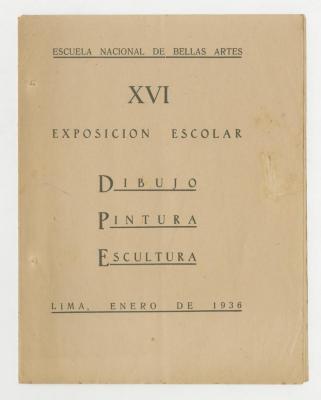 ESCUELA NACIONAL DE BELLAS ARTES
XVI
EXPOSICION ESCOLAR
DIBUJO
PINTURA
ESCULTURA
LIMA, ENERO DE 1936